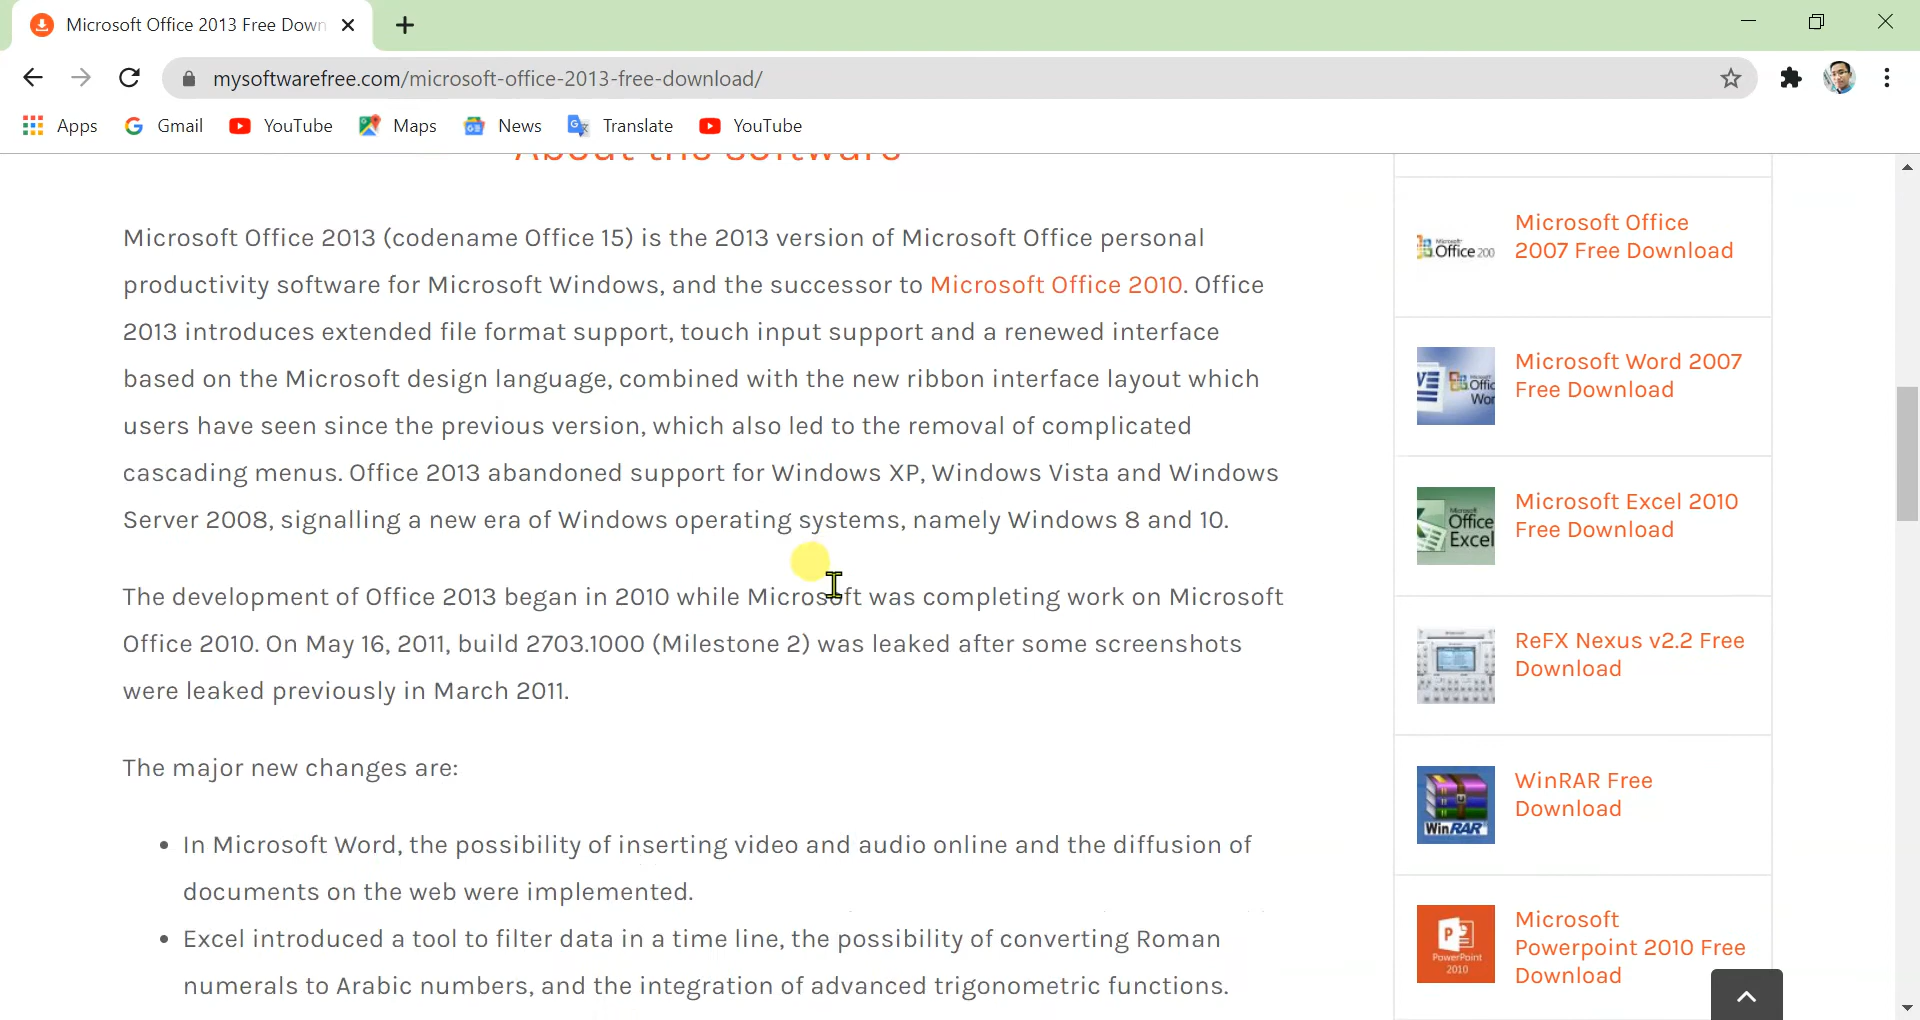 Microsoft Office 2013 Free Down
mysoftwarefree.com/microsoft-office-2013-free-download/
Apps
Gmail
YouTube
Maps
News
Translate
YouTube
About the software
Microsoft Office 2013 (codename Office 15) is the 2013 version of Microsoft Office personal
productivity software for Microsoft Windows, and the successor to Microsoft Office 2010. Office
2013 introduces extended file format support, touch input support and a renewed interface
based on the Microsoft design language, combined with the new ribbon interface layout which
users have seen since the previous version, which also led to the removal of complicated
cascading menus. Office 2013 abandoned support for Windows XP, Windows Vista and Windows
Server 2008, signalling a new era of Windows operating systems, namely Windows 8 and 10.
The development of Office 2013 began in 2010 while Microsoft was completing work on Microsoft
Office 2010. On May 16, 2011, build 2703.1000 (Milestone 2) was leaked after some screenshots
were leaked previously in March 2011.
The major new changes are:
• In Microsoft Word, the possibility of inserting video and audio online and the diffusion of
documents on the web were implemented.
• Excel introduced a tool to filter data in a time line, the possibility of converting Roman
numerals to Arabic numbers, and the integration of advanced trigonometric functions.
Microsoft
Office 200
Microsoft Office
2007 Free Download
Microsoft Word 2007
Free Download
Microsoft
Office
Excel
Microsoft Excel 2010
Free Download
ReFX Nexus v2.2 Free
Download
WinRAR
WinRAR Free
Download
PowerPoint
2010
Microsoft
Powerpoint 2010 Free
Download